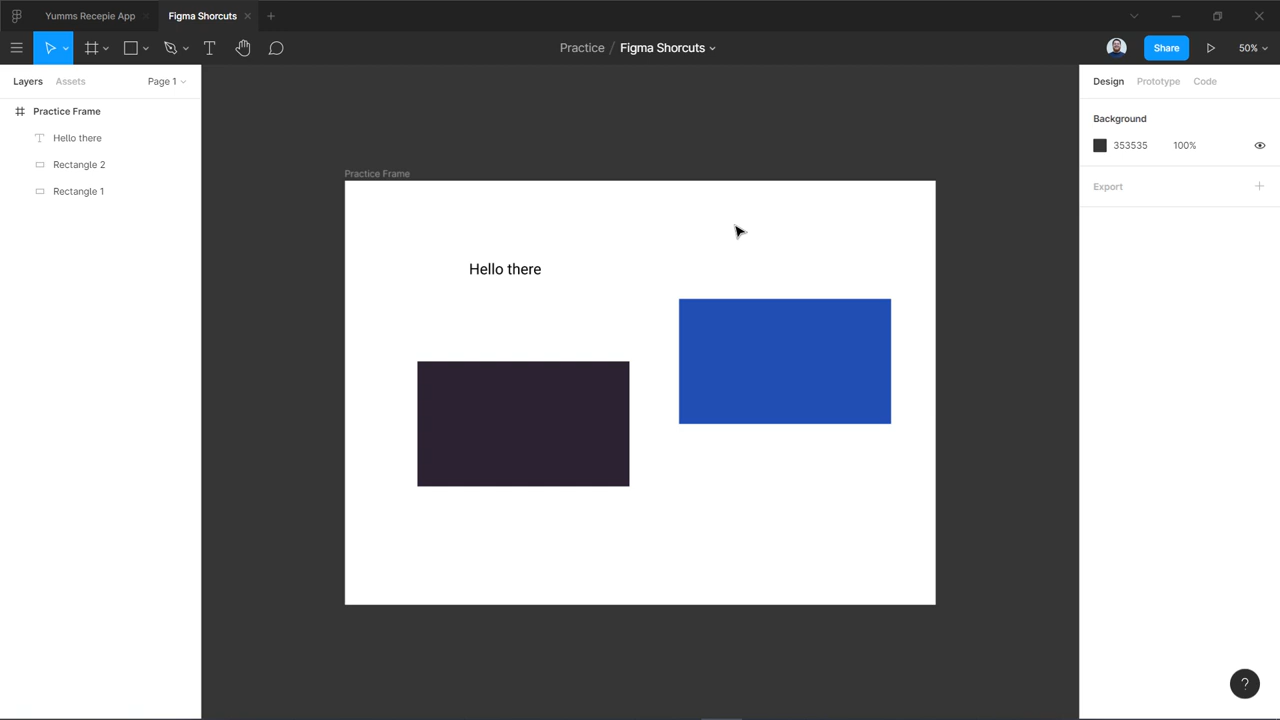 Yumms Recepie App
Figma Shorcuts
Practice / Figma Shorcuts
Share
50%
Layers
Assets
Page 1
Practice Frame
Hello there
Rectangle 2
Rectangle 1
Practice Frame
Hello there
Design
Prototype
Code
Background
353535
100%
Export
?